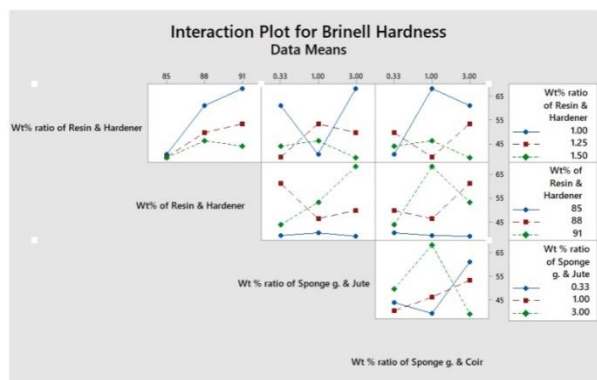 Interaction Plot for Brinell Hardness
Data Means
85 88 91 0.33 1.00 3.00 0.33 1.00 3.00
Wt% ratio of Resin & Hardener
65
55
45
Wt% ratio
of Resin &
Hardener
1.00
1.25
1.50
Wt% of Resin & Hardener
65
55
45
Wt% of
Resin &
Hardener
85
88
91
Wt % ratio of Sponge g. & Jute
65
55
45
Wt % ratio
of Sponge
g. & Jute
0.33
1.00
3.00
Wt % ratio of Sponge g. & Coir